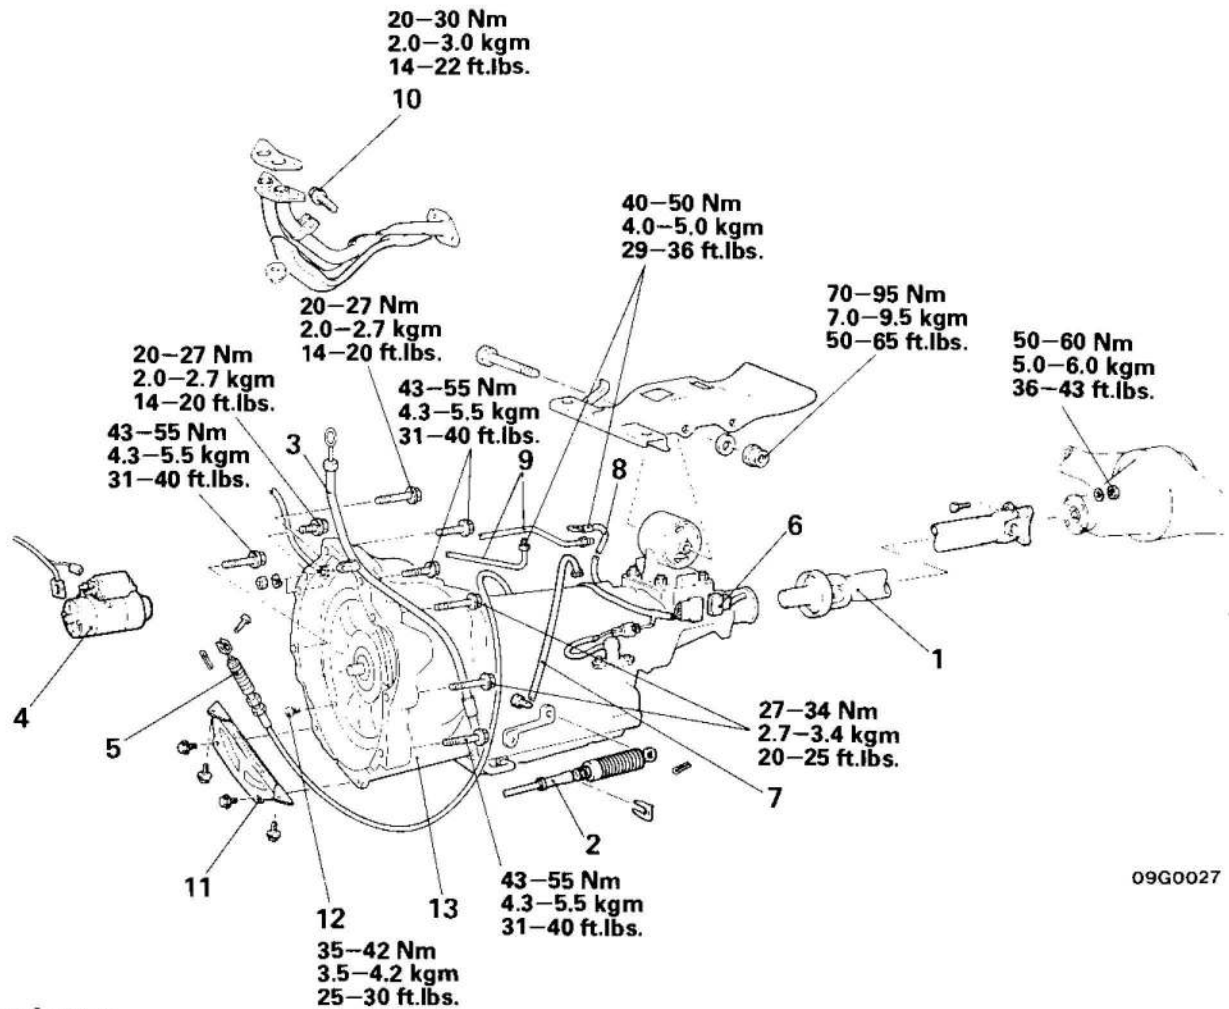 20–30 Nm
2.0–3.0 kgm
14–22 ft.lbs.
10
40–50 Nm
4.0–5.0 kgm
29–36 ft.lbs.
70–95 Nm
7.0–9.5 kgm
50–65 ft.lbs.
50–60 Nm
5.0–6.0 kgm
36–43 ft.lbs.
20–27 Nm
2.0–2.7 kgm
14–20 ft.lbs.
20–27 Nm
2.0–2.7 kgm
14–20 ft.lbs.
43–55 Nm
4.3–5.5 kgm
31–40 ft.lbs.
43–55 Nm
4.3–5.5 kgm
31–40 ft.lbs.
3
9
8
6
4
5
1
27–34 Nm
2.7–3.4 kgm
20–25 ft.lbs.
7
2
11
12
35–42 Nm
3.5–4.2 kgm
25–30 ft.lbs.
13
43–55 Nm
4.3–5.5 kgm
31–40 ft.lbs.
09G0027